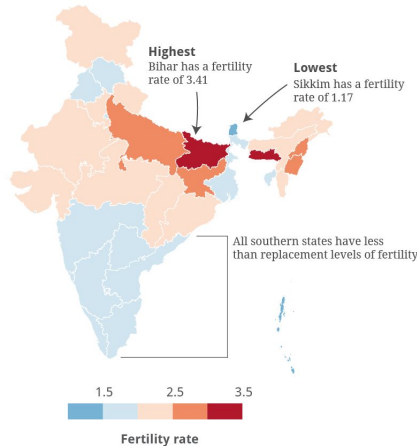 Highest
Bihar has a fertility
rate of 3.41
Lowest
Sikkim has a fertility
rate of 1.17
All southern states have less
than replacement levels of fertility
1.5 2.5 3.5
Fertility rate